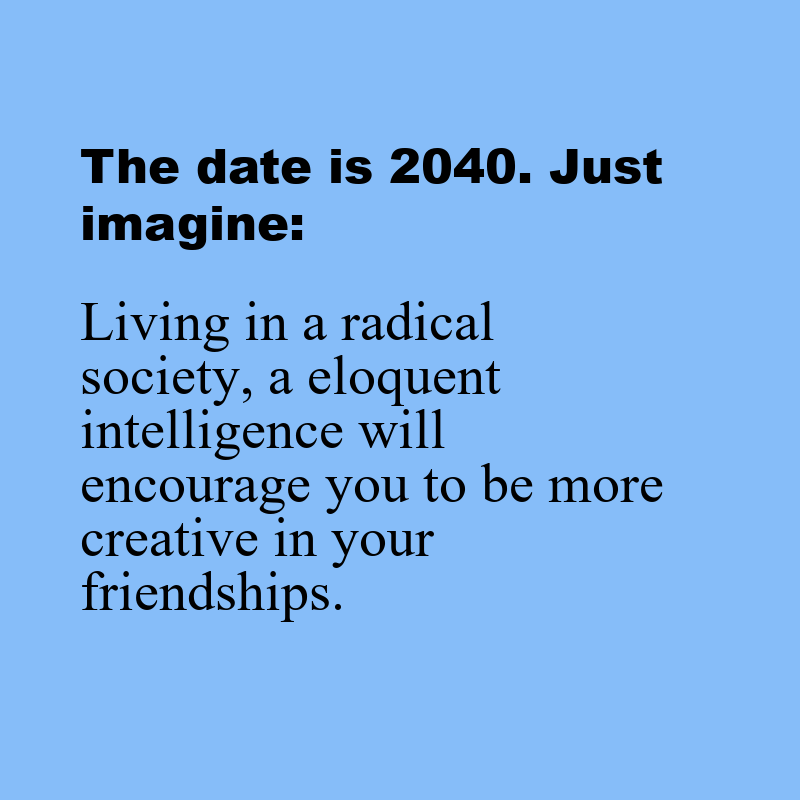 The date is 2040. Just
imagine:
Living in a radical
society, a eloquent
intelligence will
encourage you to be more
creative in your
friendships.